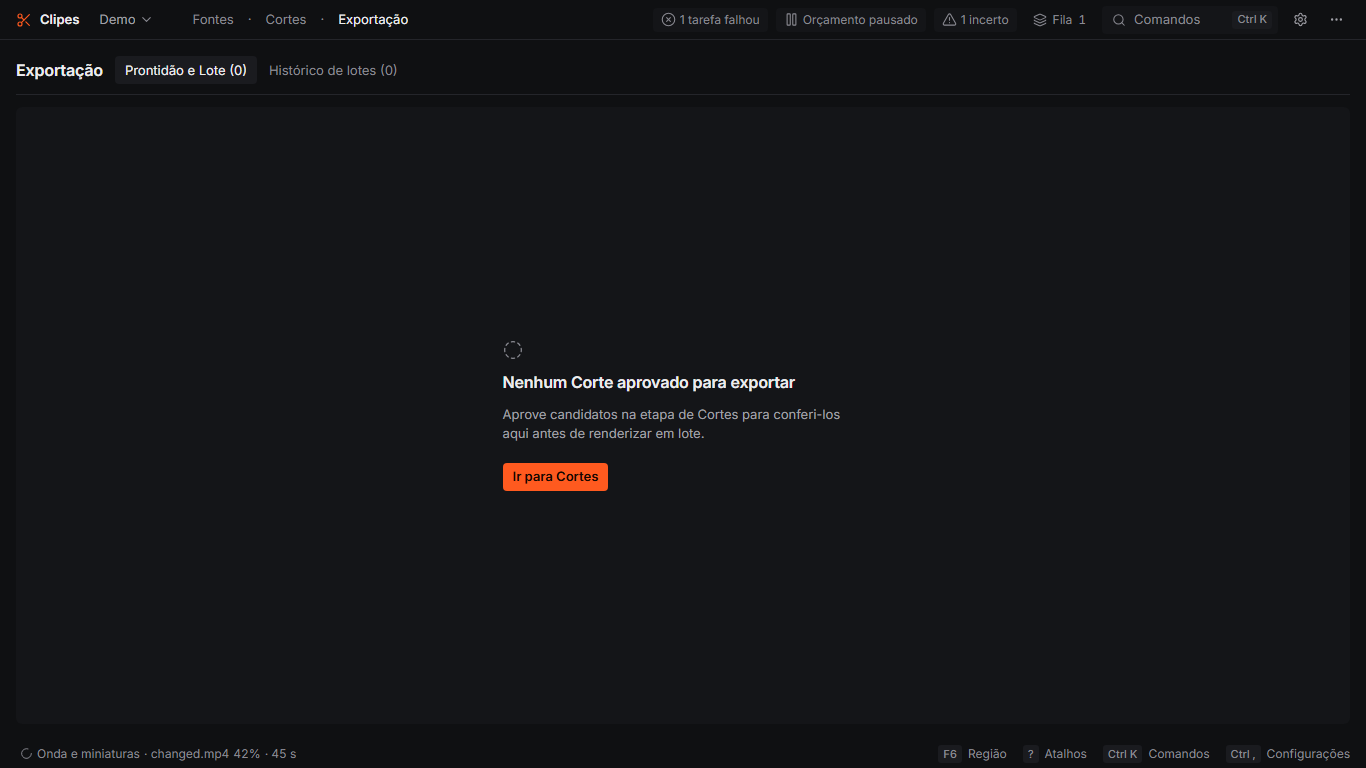 Clipes Demo Fontes · Cortes · Exportação 1 tarefa falhou Orçamento pausado 1 incerto Fila 1 Comandos Ctrl K
Exportação Prontidão e Lote (0) Histórico de lotes (0)
Nenhum Corte aprovado para exportar
Aprove candidatos na etapa de Cortes para conferi-los
aqui antes de renderizar em lote.
Ir para Cortes
Onda e miniaturas · changed.mp4 42% · 45 s F6 Região ? Atalhos Ctrl K Comandos Ctrl , Configurações